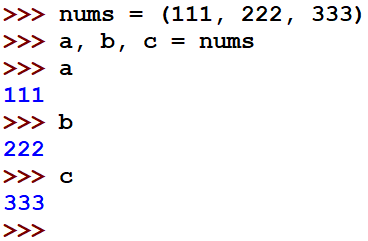 >>> nums = (111, 222, 333)
>>> a, b, c = nums
>>> a
111
>>> b
222
>>> c
333
>>>